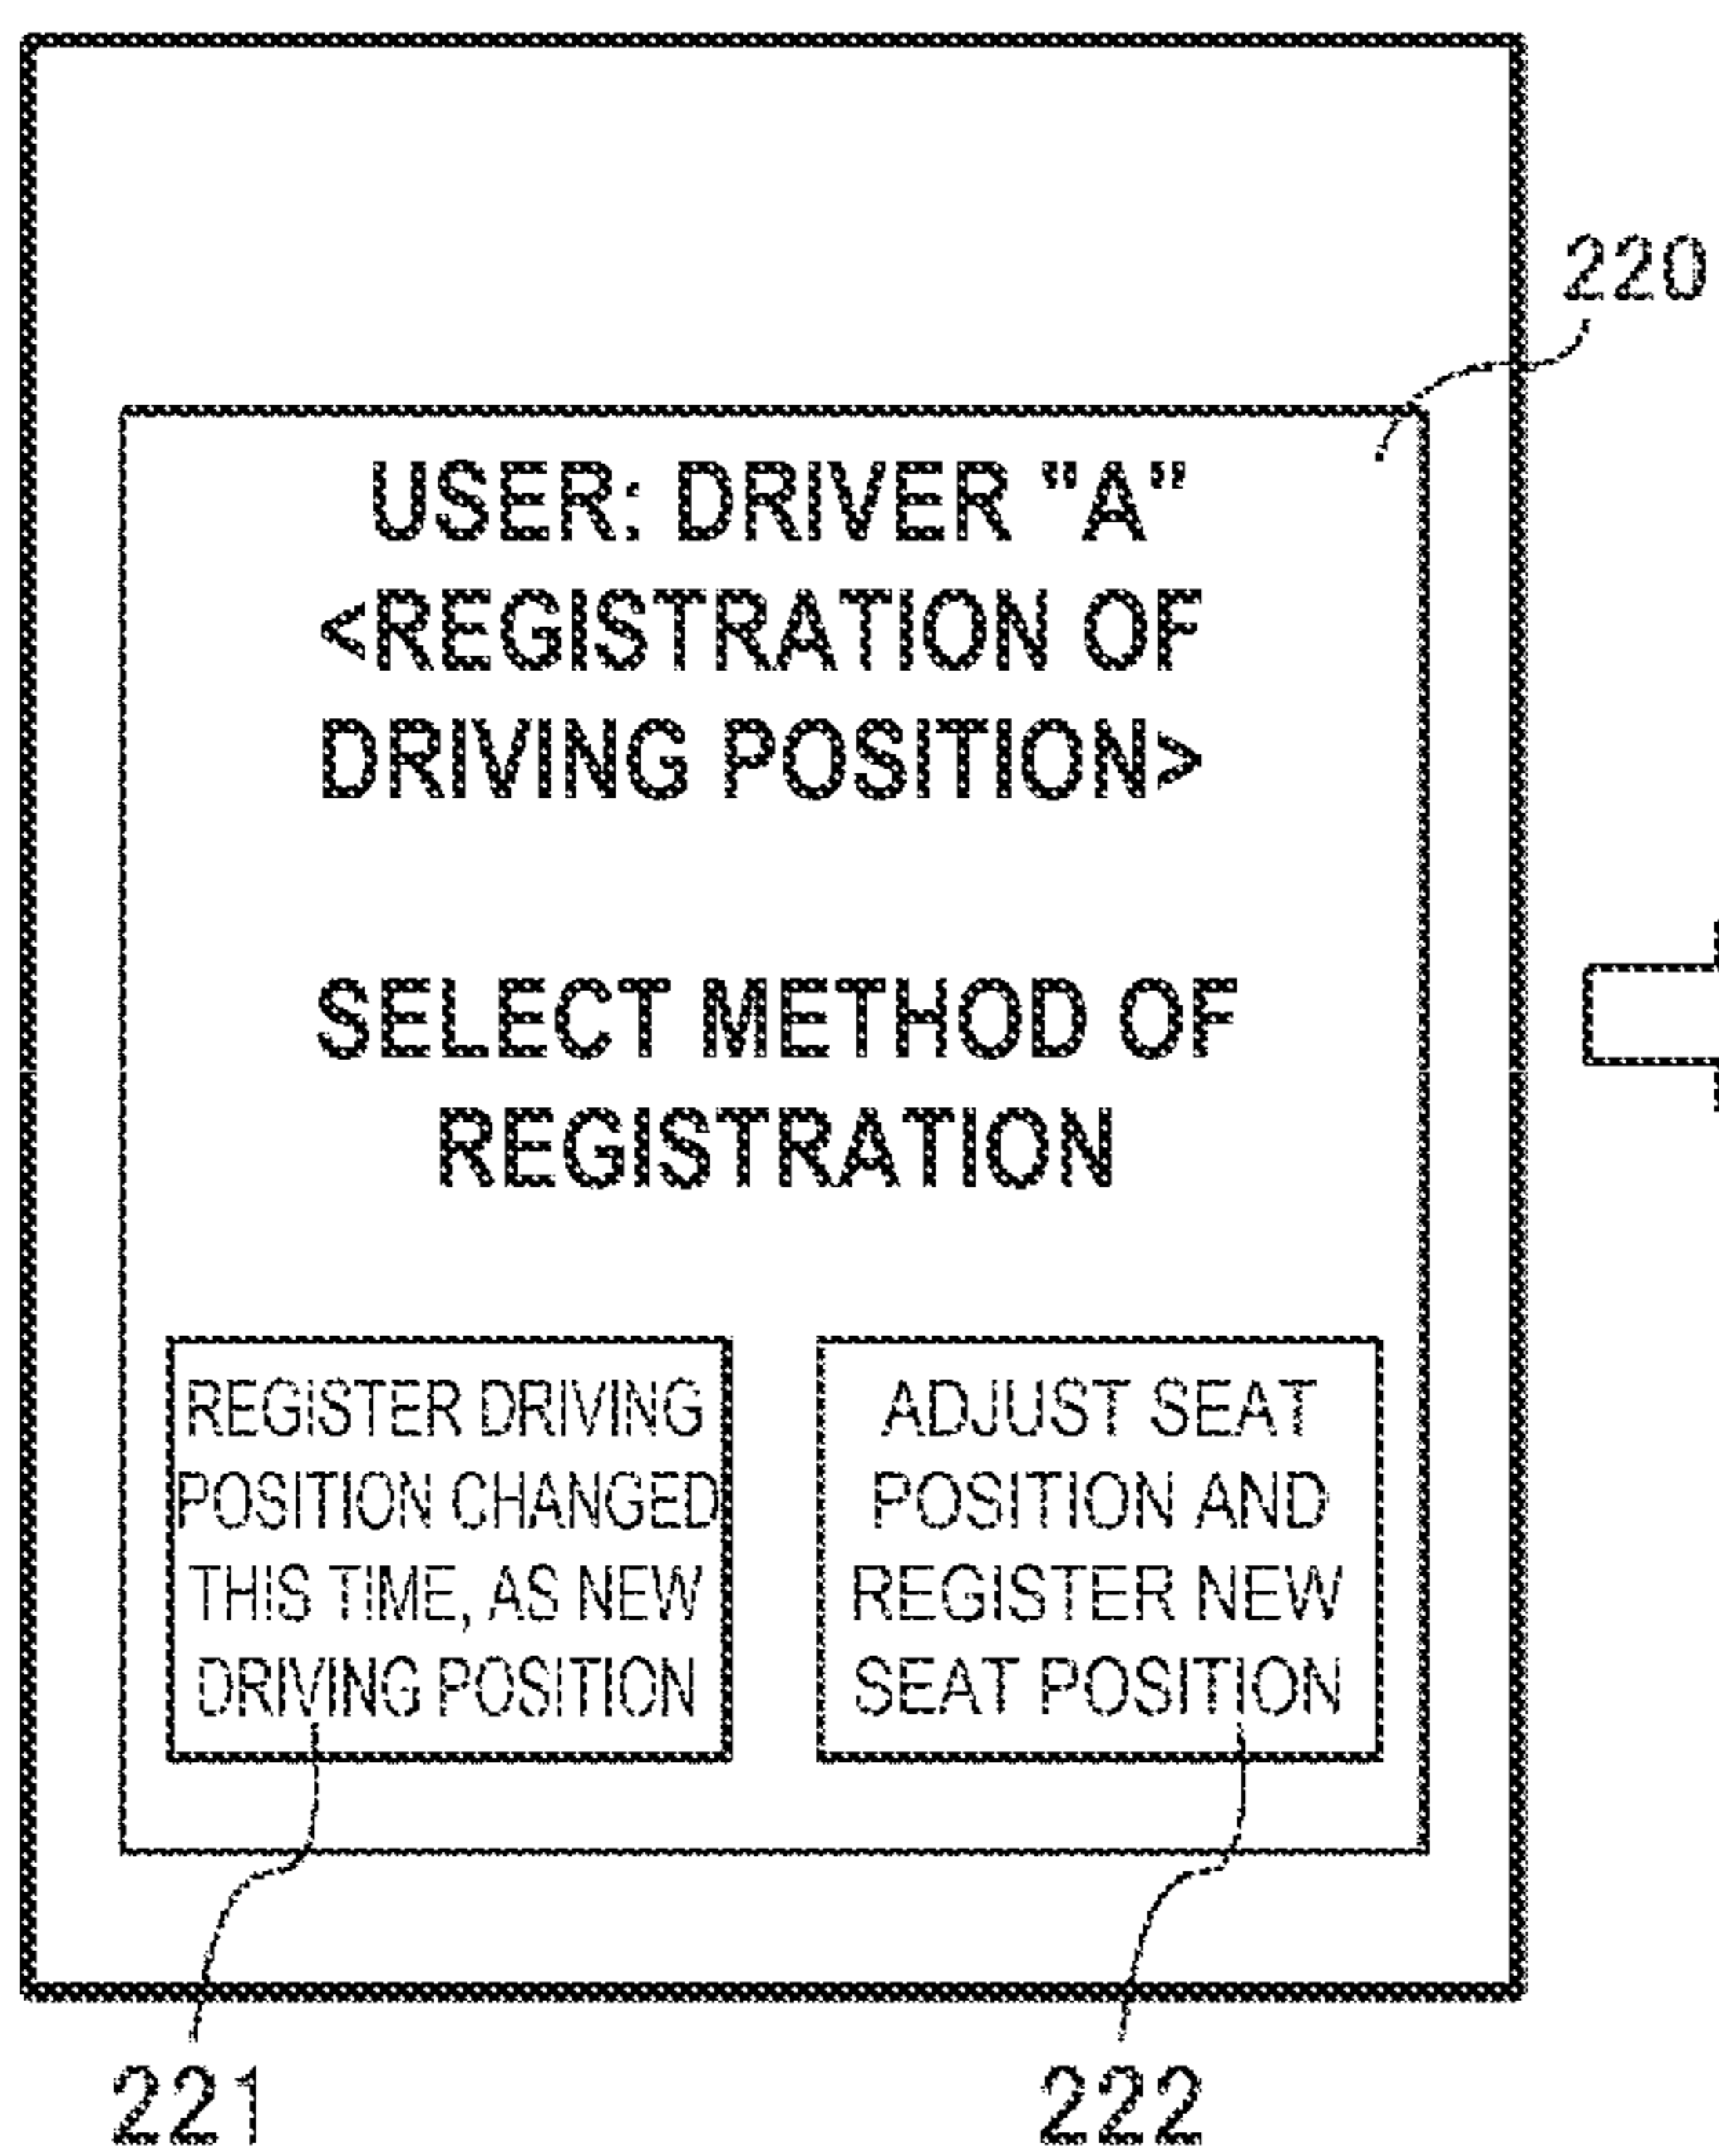 220
USER: DRIVER "A"
<REGISTRATION OF
DRIVING POSITION>
SELECT METHOD OF
REGISTRATION
REGISTER DRIVING
POSITION CHANGED
THIS TIME, AS NEW
DRIVING POSITION
ADJUST SEAT
POSITION AND
REGISTER NEW
SEAT POSITION
221
222